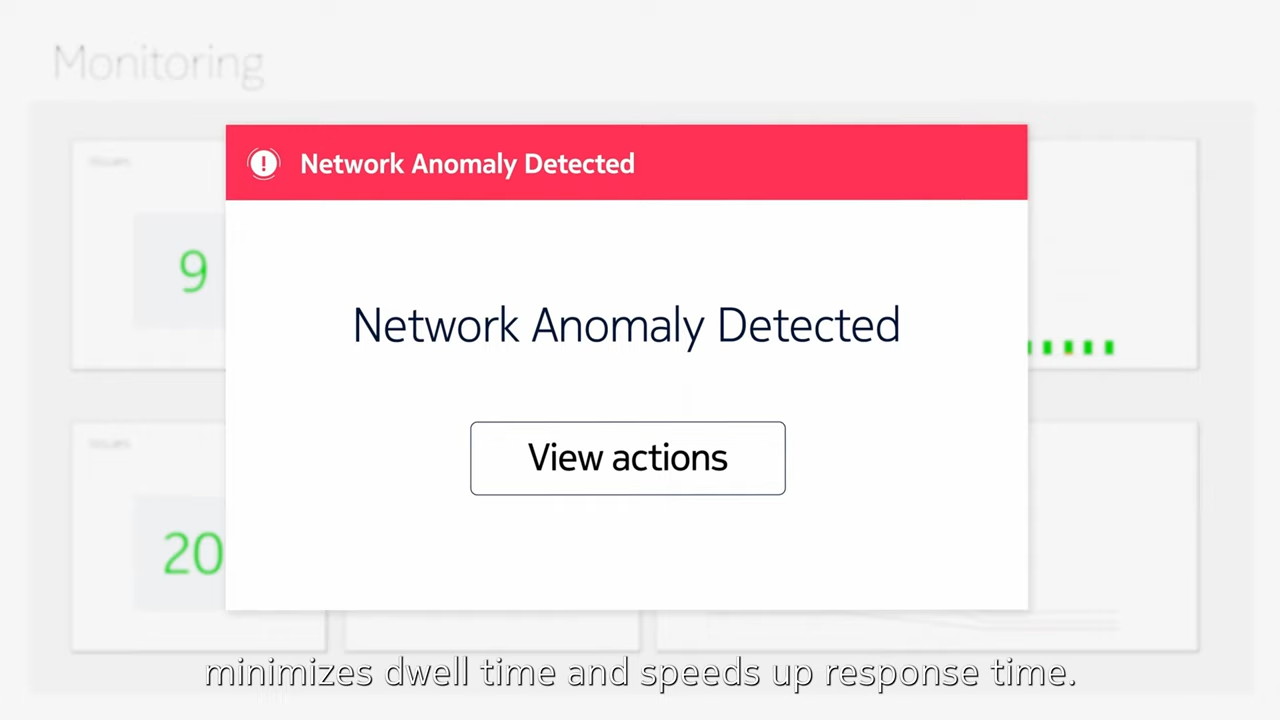 Monitoring
Network Anomaly Detected
9
Network Anomaly Detected
View actions
20
minimizes dwell time and speeds up response time.